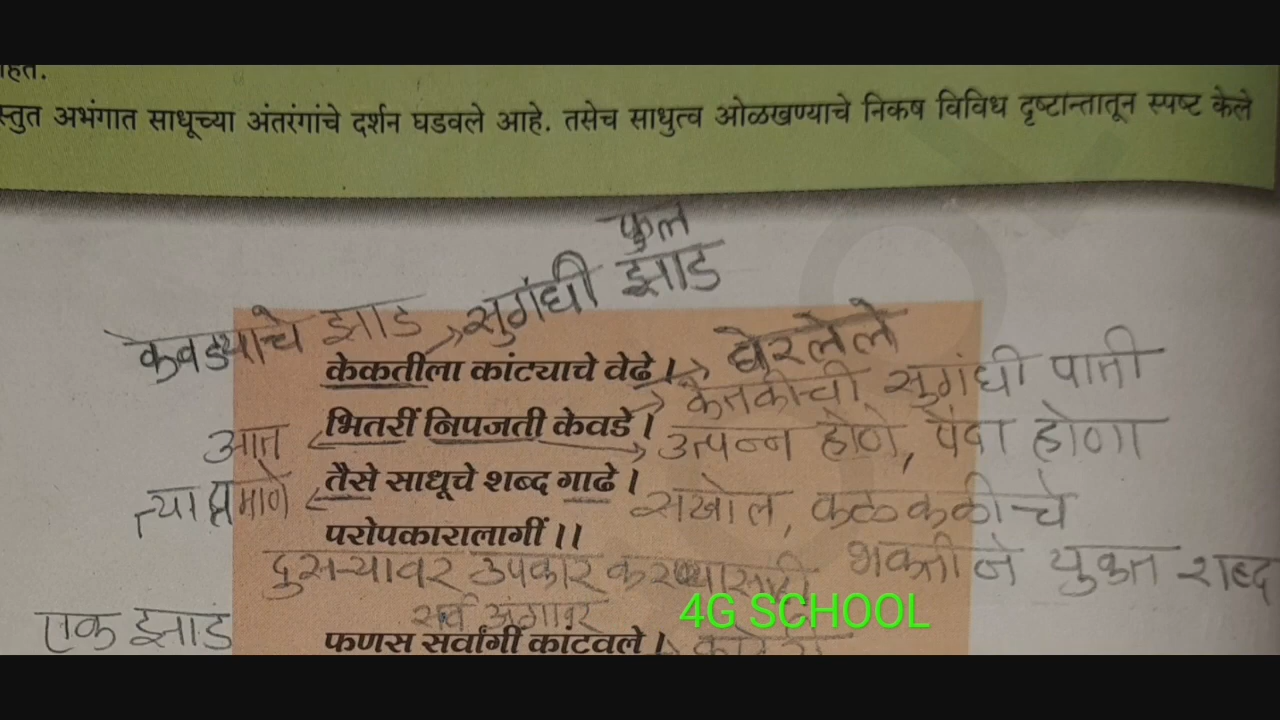 हेत.
स्तुत अभंगात साधूच्या अंतरंगांचे दर्शन घडवले आहे. तसेच साधुत्व ओळखण्याचे निकष विविध दृष्टान्तातून स्पष्ट केले
फुल
केवड्याचे झाड सुगंधी झाड
केकतीला कांट्याचे वेढे । घेरलेले
केतकीची सुगंधी पाती
आत भितरीं निपजती केवडे । उत्पन्न होणे, पैदा होणा
त्याप्रमाणे तैसे साधूचे शब्द गाढे । सखोल, कळकळीचे
परोपकारालागीं ।।
दुसऱ्यावर उपकार करण्यासाठी भक्तीने युक्त शब्द
एक झाड सर्व अंगावर 4G SCHOOL
फणस सर्वांगीं कांटवले ।